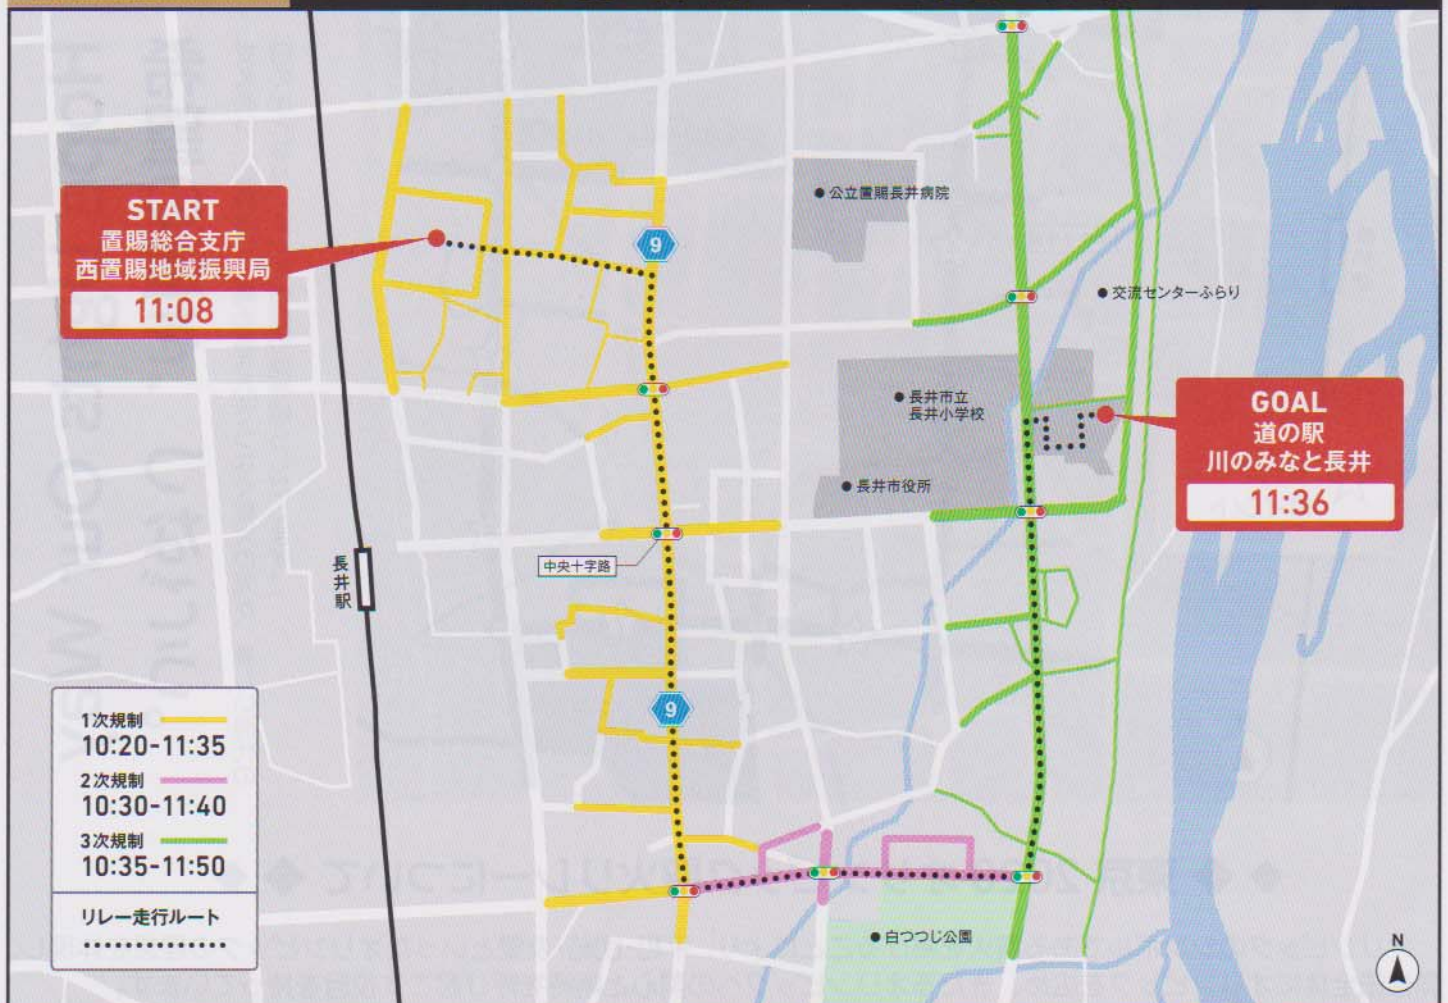 START
置賜総合支庁
西置賜地域振興局
11:08
9
公立置賜長井病院
交流センターふらり
長井市立
長井小学校
長井市役所
GOAL
道の駅
川のみなと長井
11:36
中央十字路
長井駅
9
1次規制
10:20-11:35
2次規制
10:30-11:40
3次規制
10:35-11:50
リレー走行ルート
白つつじ公園
N